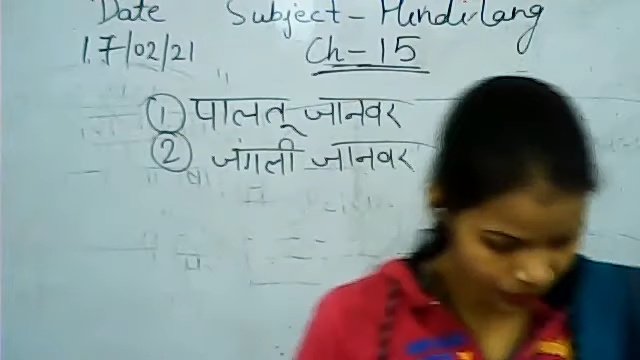 Date Subject - Hindi Lang
17/02/21 Ch-15
① पालतू जानवर
② जंगली जानवर